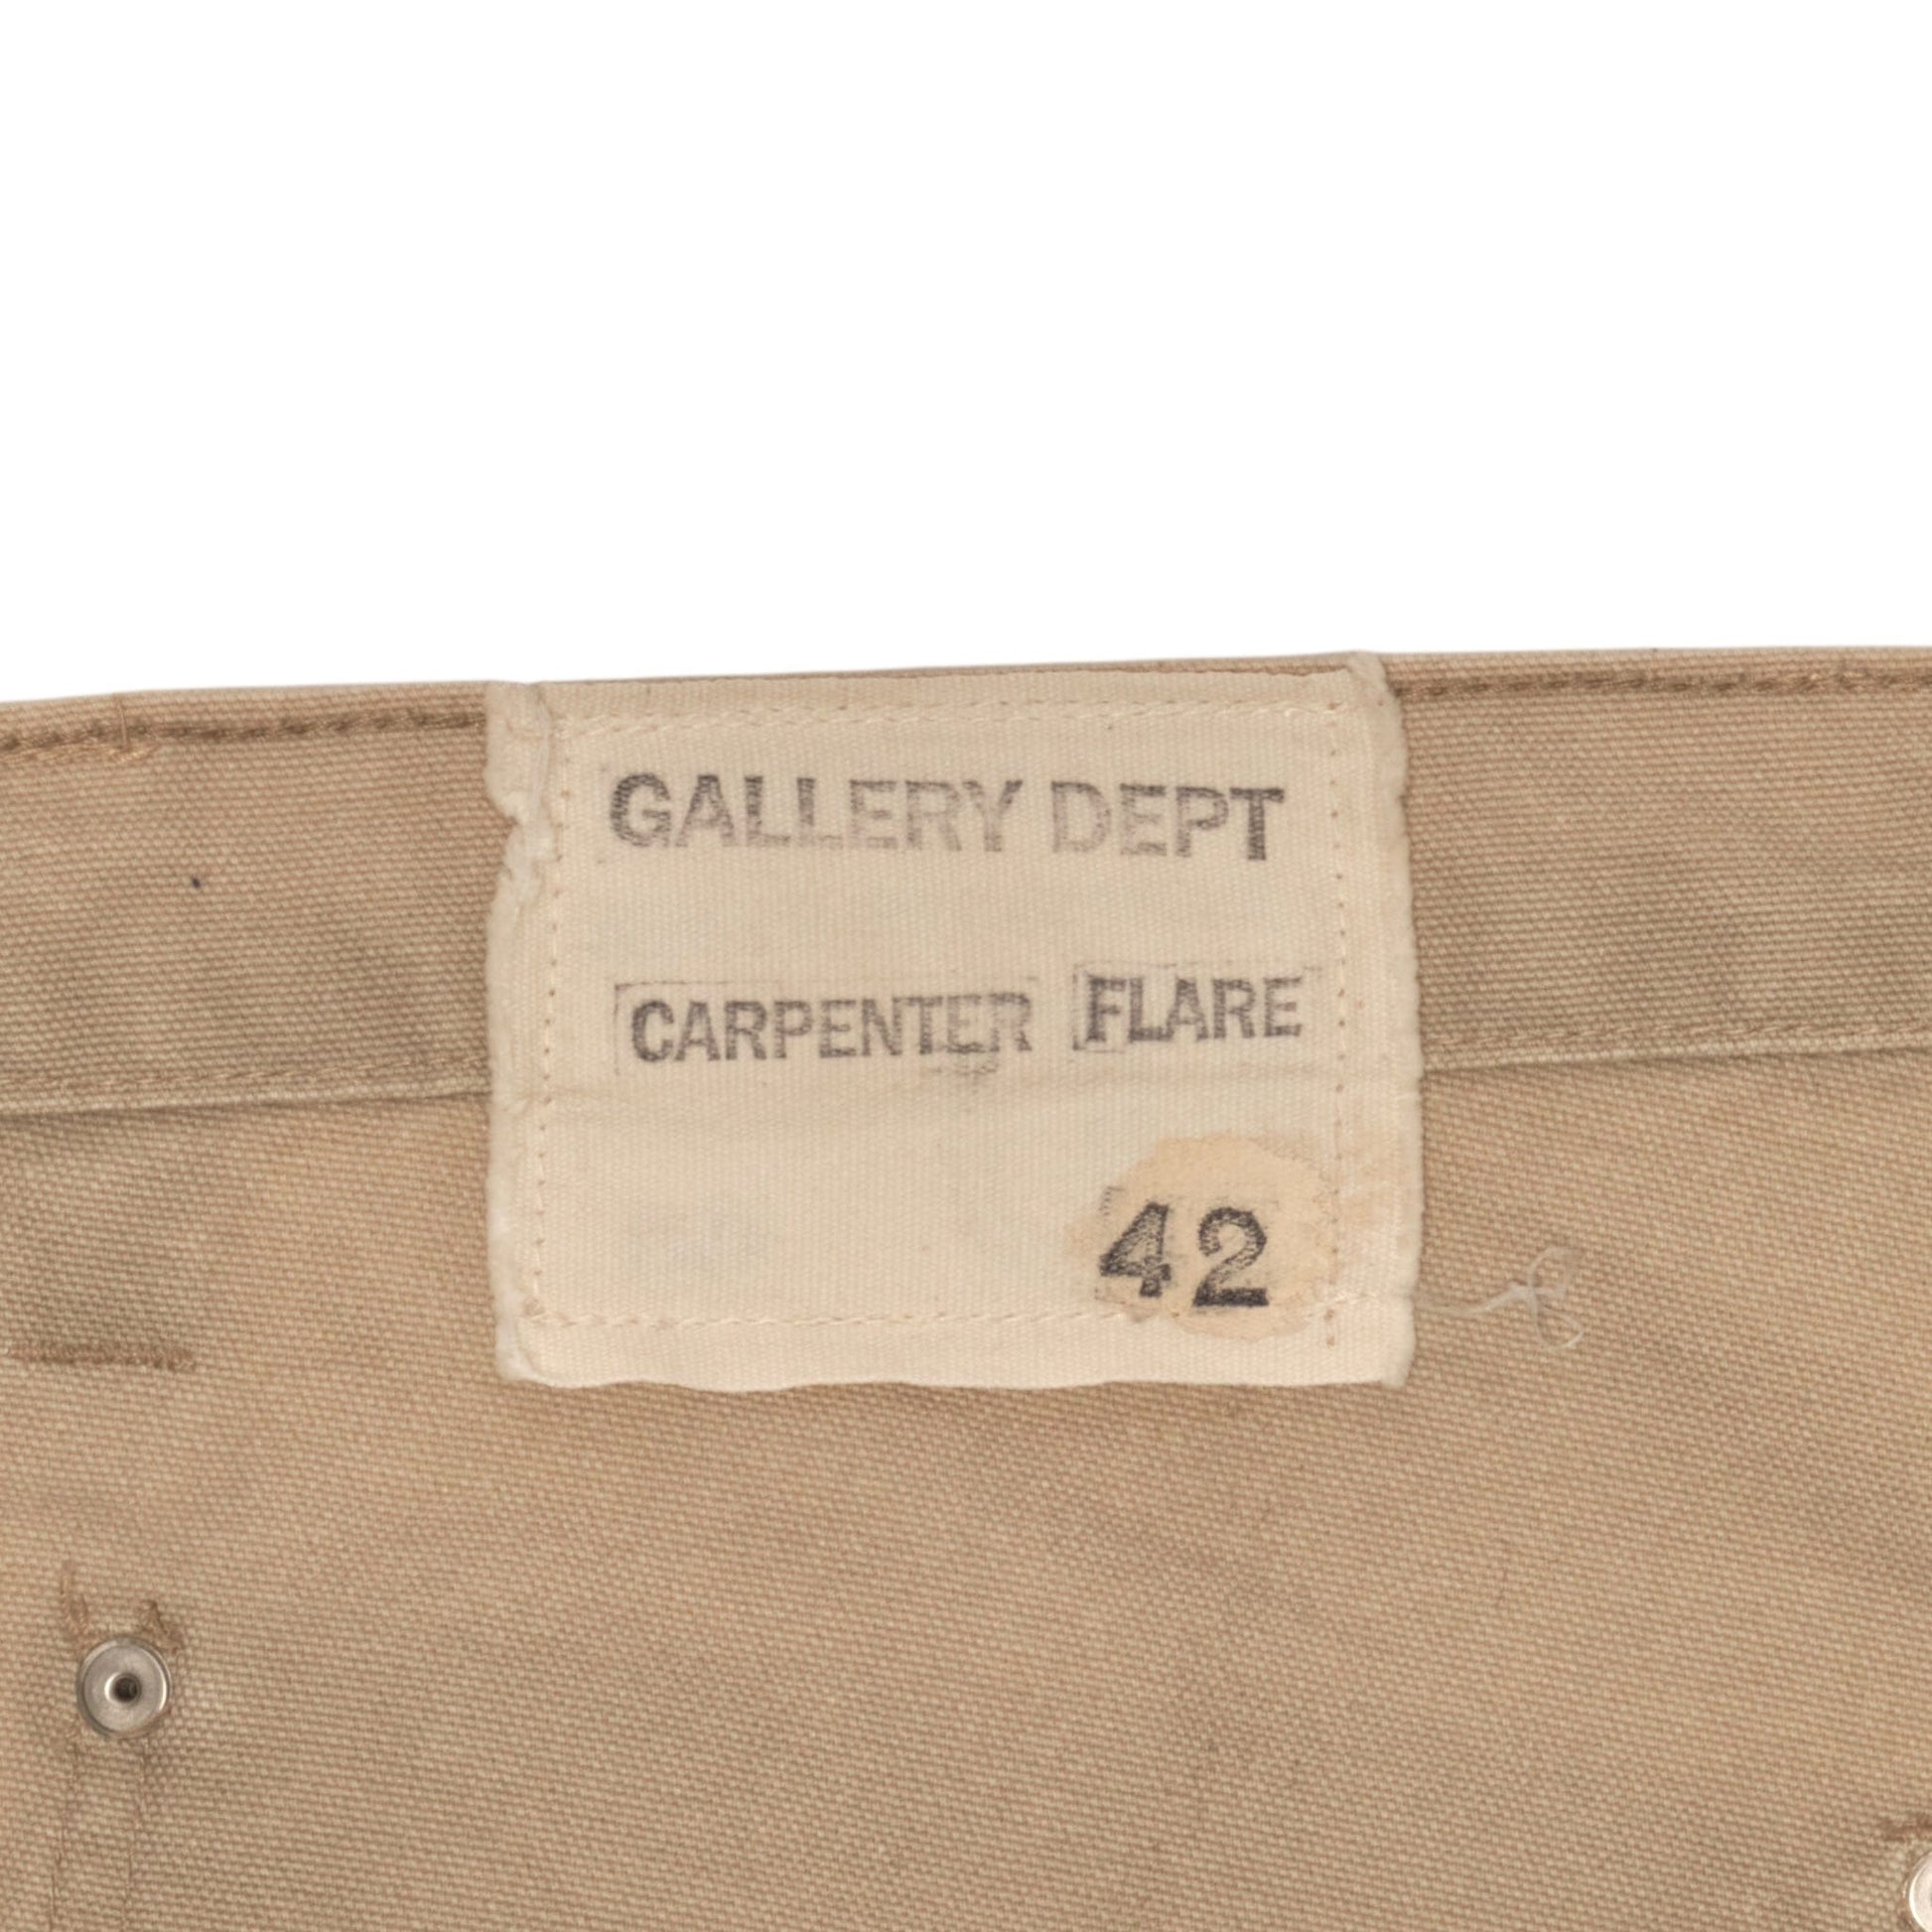 GALLERY DEPT
CARPENTER FLARE
42